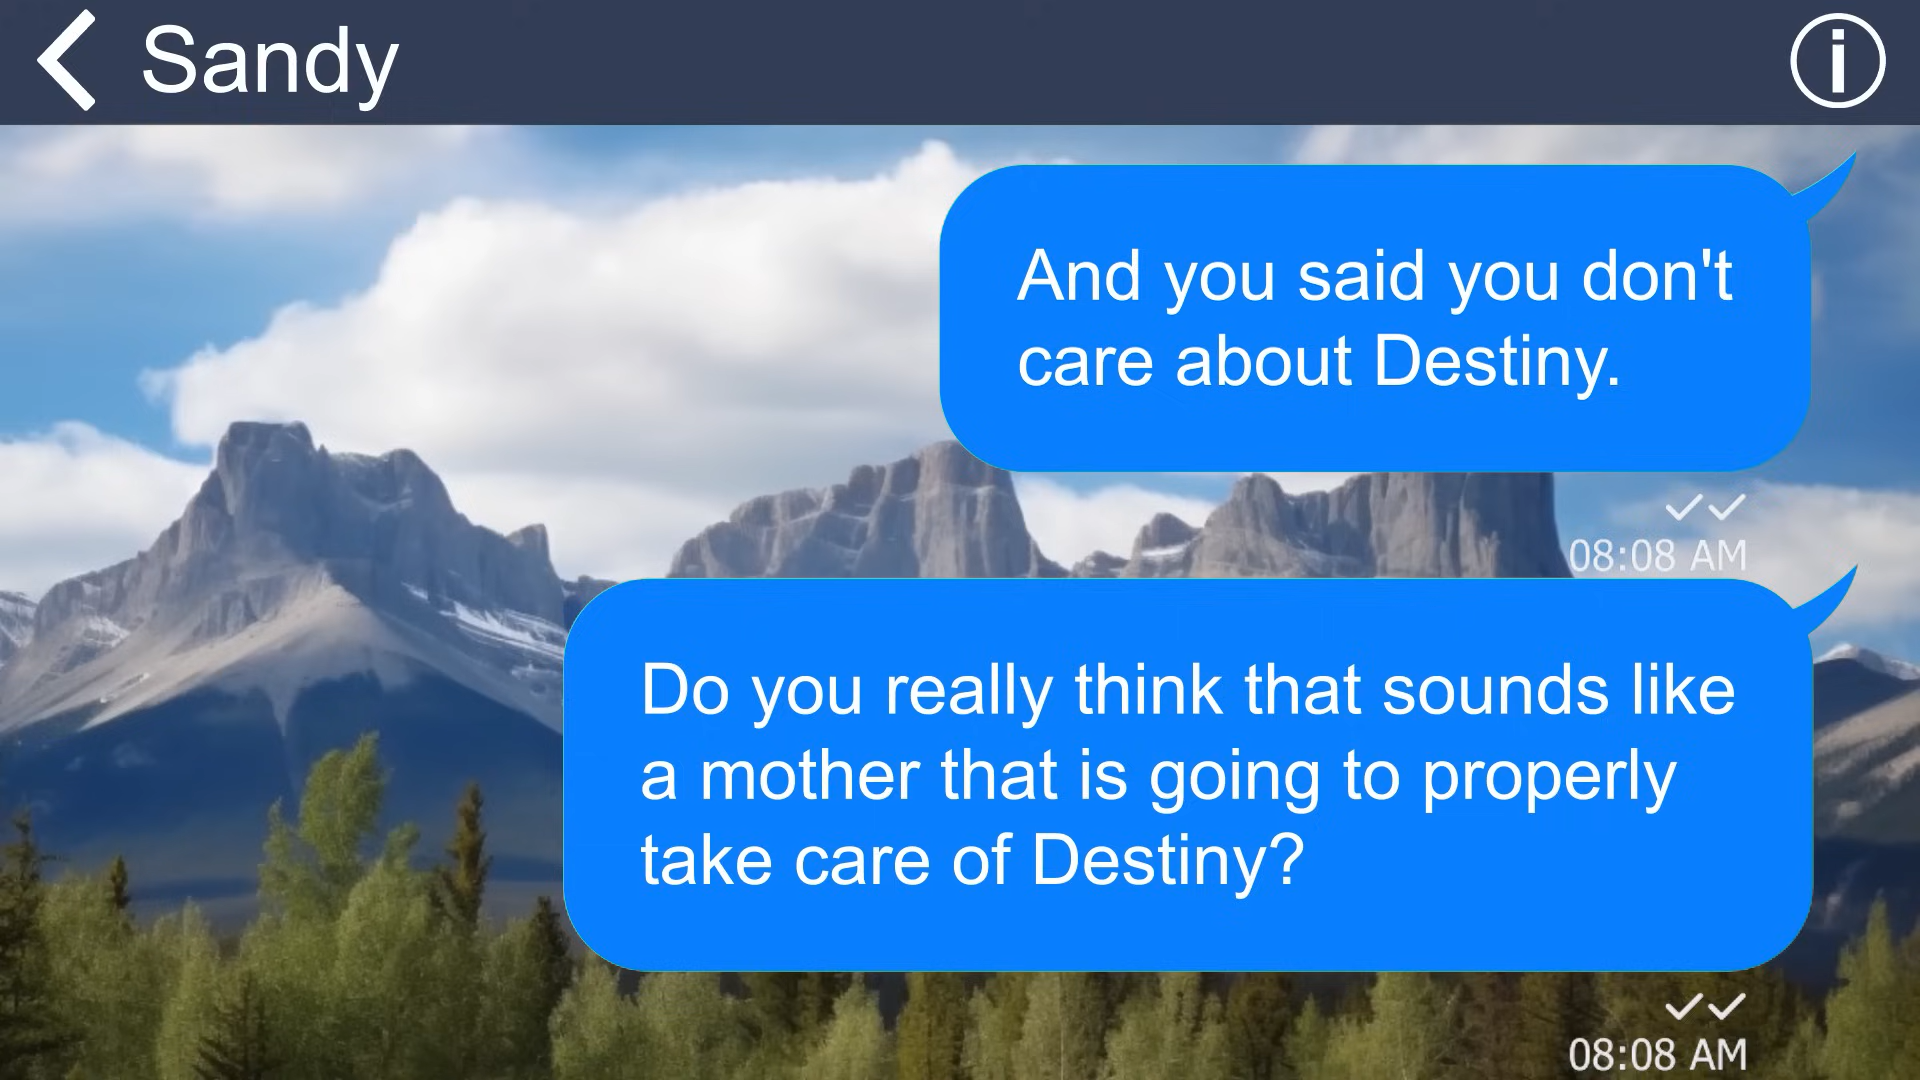 Sandy
And you said you don't
care about Destiny.
08:08 AM
Do you really think that sounds like
a mother that is going to properly
take care of Destiny?
08:08 AM